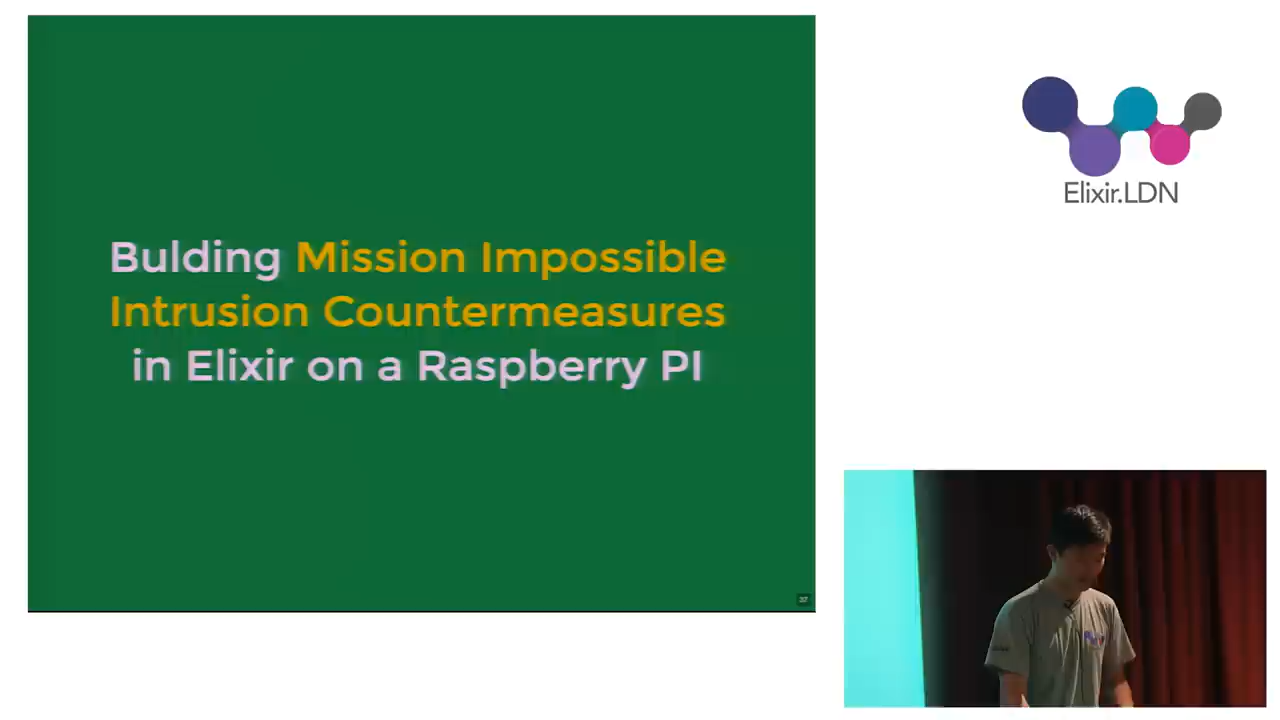 Bulding Mission Impossible
Intrusion Countermeasures
in Elixir on a Raspberry PI
Elixir.LDN